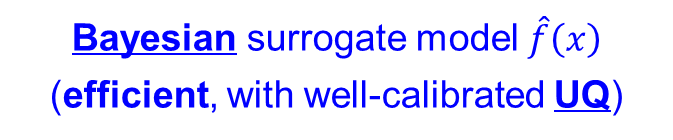 Bayesian surrogate model f̂(x)
(efficient, with well-calibrated UQ)